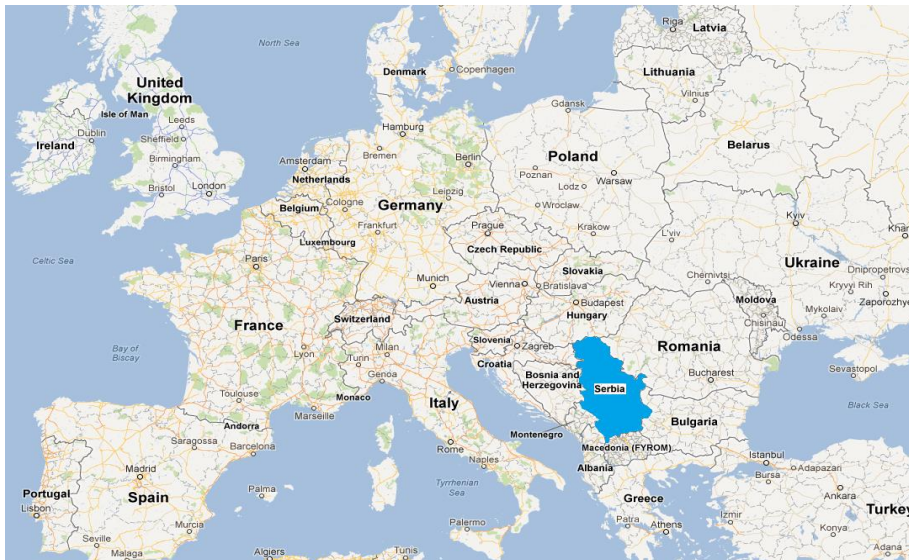 North Sea
Riga
Latvia
Denmark
Copenhagen
Lithuania
Vilnius
United
Kingdom
Isle of Man
Leeds
Dublin
Sheffield
Ireland
Birmingham
Bristol
London
Gdansk
Hamburg
Bremen
Berlin
Belarus
Amsterdam
Netherlands
Poland
Poznan
Warsaw
Lodz
Leipzig
Germany
Belgium
Cologne
Wroclaw
Kyiv
Frankfurt
Luxembourg
Prague
Krakow
L'viv
Khar
Czech Republic
Celtic Sea
Paris
Ukraine
Slovakia
Chernivtsi
Dnipropetrovs
Munich
Vienna
Bratislava
Kryvyi Rih
Austria
Budapest
Moldova
Zaporozhye
Hungary
Mykolaiv
Switzerland
Chisinau
France
Odessa
Slovenia
Zagreb
Romania
Bay of
Biscay
Lyon
Milan
Turin
Croatia
Sevastopol
Genoa
Bosnia and
Herzegovina
Serbia
Bucharest
Toulouse
Monaco
Italy
Black Sea
Marseille
Andorra
Bulgaria
Montenegro
Saragossa
Barcelona
Rome
Macedonia (FYROM)
Istanbul
Naples
Albania
Adapazari
Bursa
Madrid
Ankara
Portugal
Spain
Palma
Tyrrhenian
Sea
Greece
Lisbon
Turkey
Izmir
Murcia
Palermo
Patra
Athens
Konya
Seville
Malaga
Algiers
Tunis
Adana